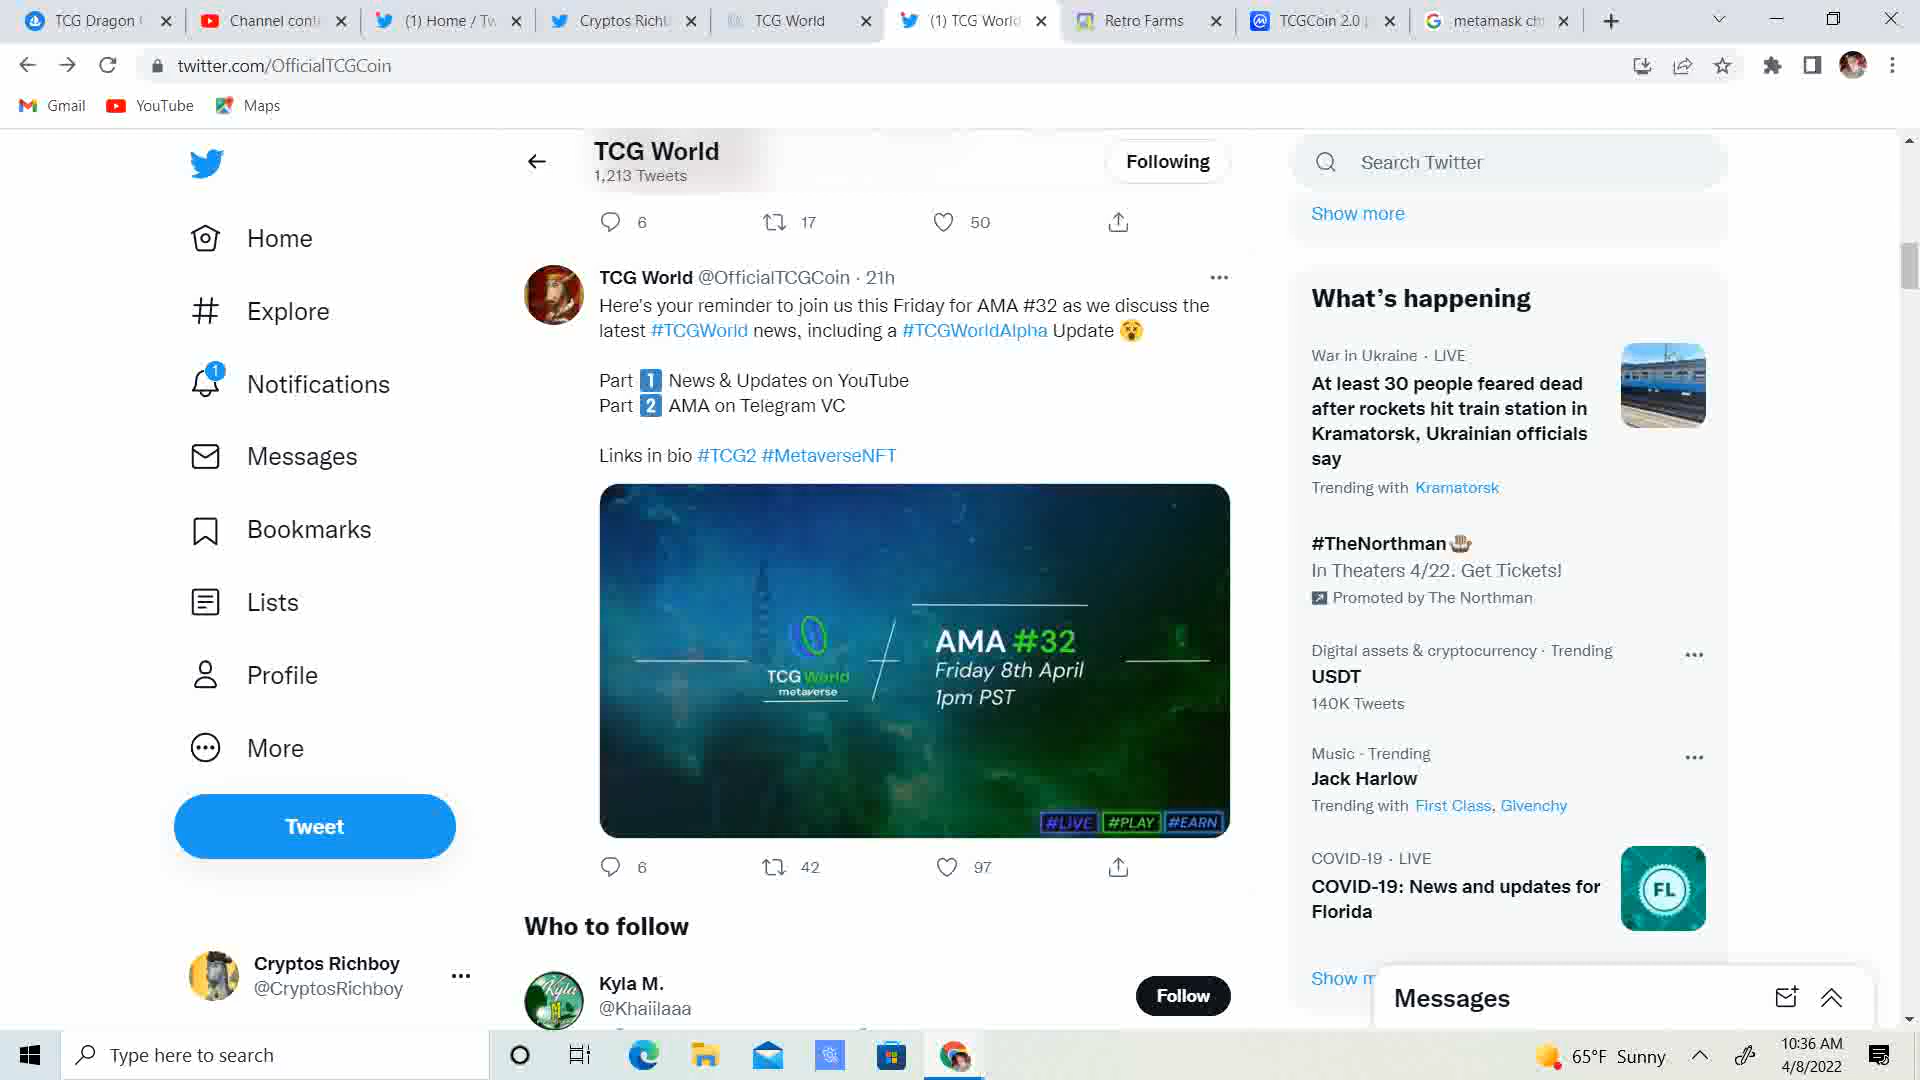 TCG Dragon
Channel cont
(1) Home / Tw
Cryptos Rich
TCG World
(1) TCG World
Retro Farms
TCGCoin 2.0
metamask ch
twitter.com/OfficialTCGCoin
Gmail
YouTube
Maps
TCG World
1,213 Tweets
Following
6
17
50
Home
Explore
1
Notifications
Messages
Bookmarks
Lists
Profile
More
Tweet
Cryptos Richboy
@CryptosRichboy
TCG World @OfficialTCGCoin · 21h
Here's your reminder to join us this Friday for AMA #32 as we discuss the
latest #TCGWorld news, including a #TCGWorldAlpha Update 😵
Part 1️⃣ News & Updates on YouTube
Part 2️⃣ AMA on Telegram VC
Links in bio #TCG2 #MetaverseNFT
TCG World
metaverse
AMA #32
Friday 8th April
1pm PST
#LIVE
#PLAY
#EARN
6
42
97
Who to follow
Kyla M.
@Khaiilaaa
Follow
Kyla
M
Search Twitter
Show more
What's happening
War in Ukraine · LIVE
At least 30 people feared dead
after rockets hit train station in
Kramatorsk, Ukrainian officials
say
Trending with Kramatorsk
#TheNorthman
In Theaters 4/22. Get Tickets!
Promoted by The Northman
Digital assets & cryptocurrency · Trending
USDT
140K Tweets
Music · Trending
Jack Harlow
Trending with First Class, Givenchy
COVID-19 · LIVE
COVID-19: News and updates for
Florida
FL
Show m
Messages
Type here to search
65°F Sunny
10:36 AM
4/8/2022